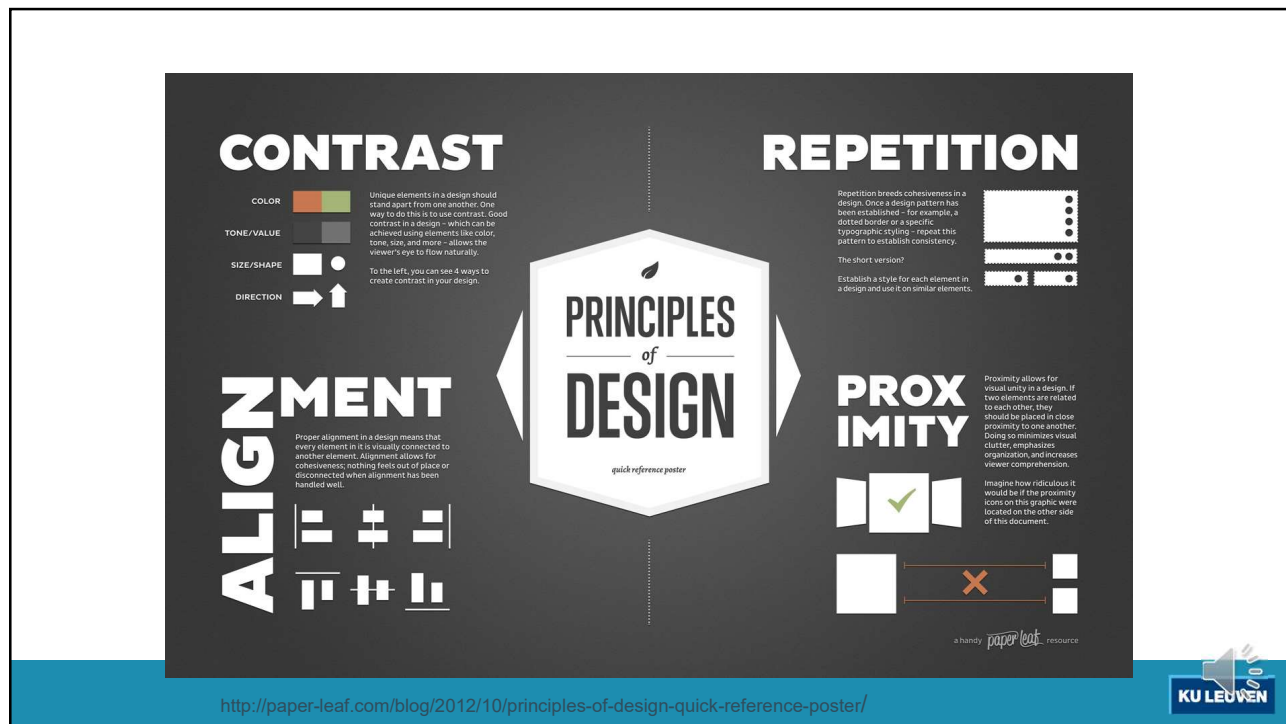 CONTRAST
COLOR
TONE/VALUE
SIZE/SHAPE
DIRECTION
Unique elements in a design should
stand apart from one another. One
way to do this is to use contrast. Good
contrast in a design – which can be
achieved using elements like color,
tone, size, and more – allows the
viewer's eye to flow naturally.
To the left, you can see 4 ways to
create contrast in your design.
REPETITION
Repetition breeds cohesiveness in a
design. Once a design pattern has
been established – for example, a
dotted border or a specific
typographic styling – repeat this
pattern to establish consistency.
The short version?
Establish a style for each element in
a design and use it on similar elements.
PRINCIPLES
of
DESIGN
quick reference poster
ALIGNMENT
Proper alignment in a design means that
every element in it is visually connected to
another element. Alignment allows for
cohesiveness; nothing feels out of place or
disconnected when alignment has been
handled well.
PROX
IMITY
Proximity allows for
visual unity in a design. If
two elements are related
to each other, they
should be placed in close
proximity to one another.
Doing so minimizes visual
clutter, emphasizes
organization, and increases
viewer comprehension.
Imagine how ridiculous it
would be if the proximity
icons on this graphic were
located on the other side
of this document.
a handy paper leaf resource
http://paper-leaf.com/blog/2012/10/principles-of-design-quick-reference-poster/
KU LEUVEN